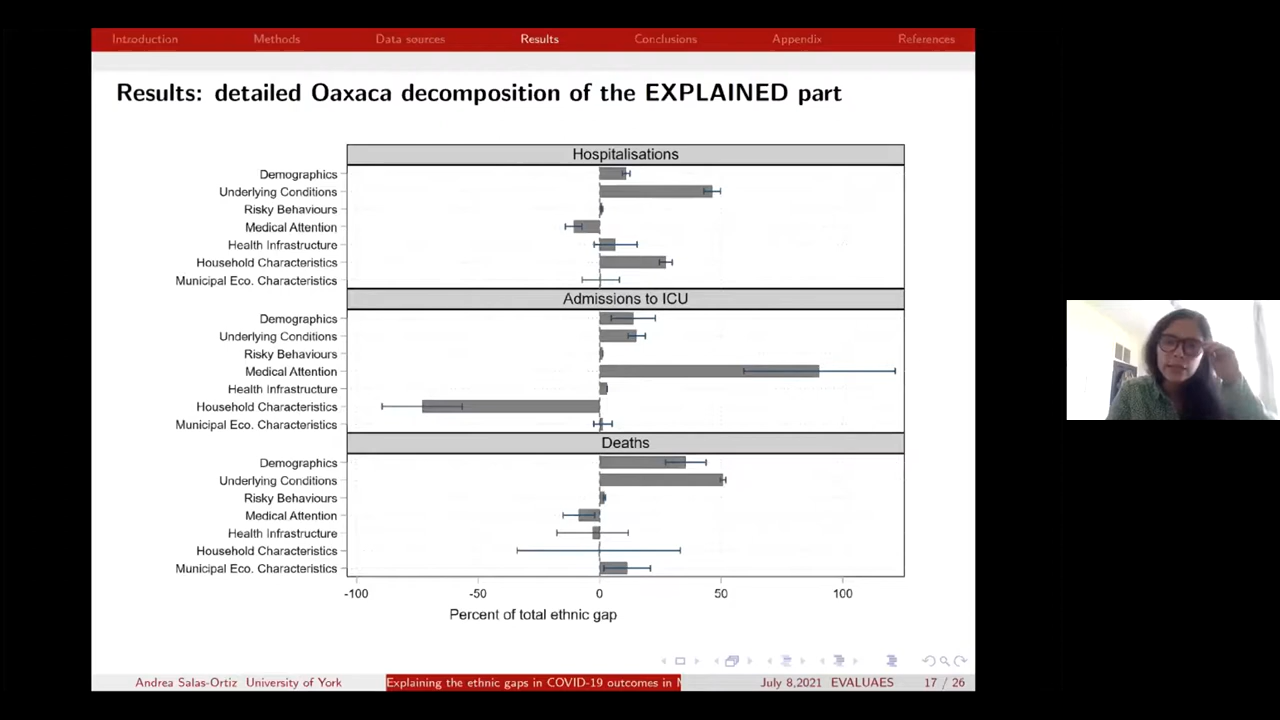 Introduction Methods Data sources Results Conclusions Appendix References
Results: detailed Oaxaca decomposition of the EXPLAINED part
Hospitalisations
Demographics
Underlying Conditions
Risky Behaviours
Medical Attention
Health Infrastructure
Household Characteristics
Municipal Eco. Characteristics
Admissions to ICU
Demographics
Underlying Conditions
Risky Behaviours
Medical Attention
Health Infrastructure
Household Characteristics
Municipal Eco. Characteristics
Deaths
Demographics
Underlying Conditions
Risky Behaviours
Medical Attention
Health Infrastructure
Household Characteristics
Municipal Eco. Characteristics
-100 -50 0 50 100
Percent of total ethnic gap
Andrea Salas-Ortiz University of York Explaining the ethnic gaps in COVID-19 outcomes in July 8,2021 EVALUAES 17 / 26